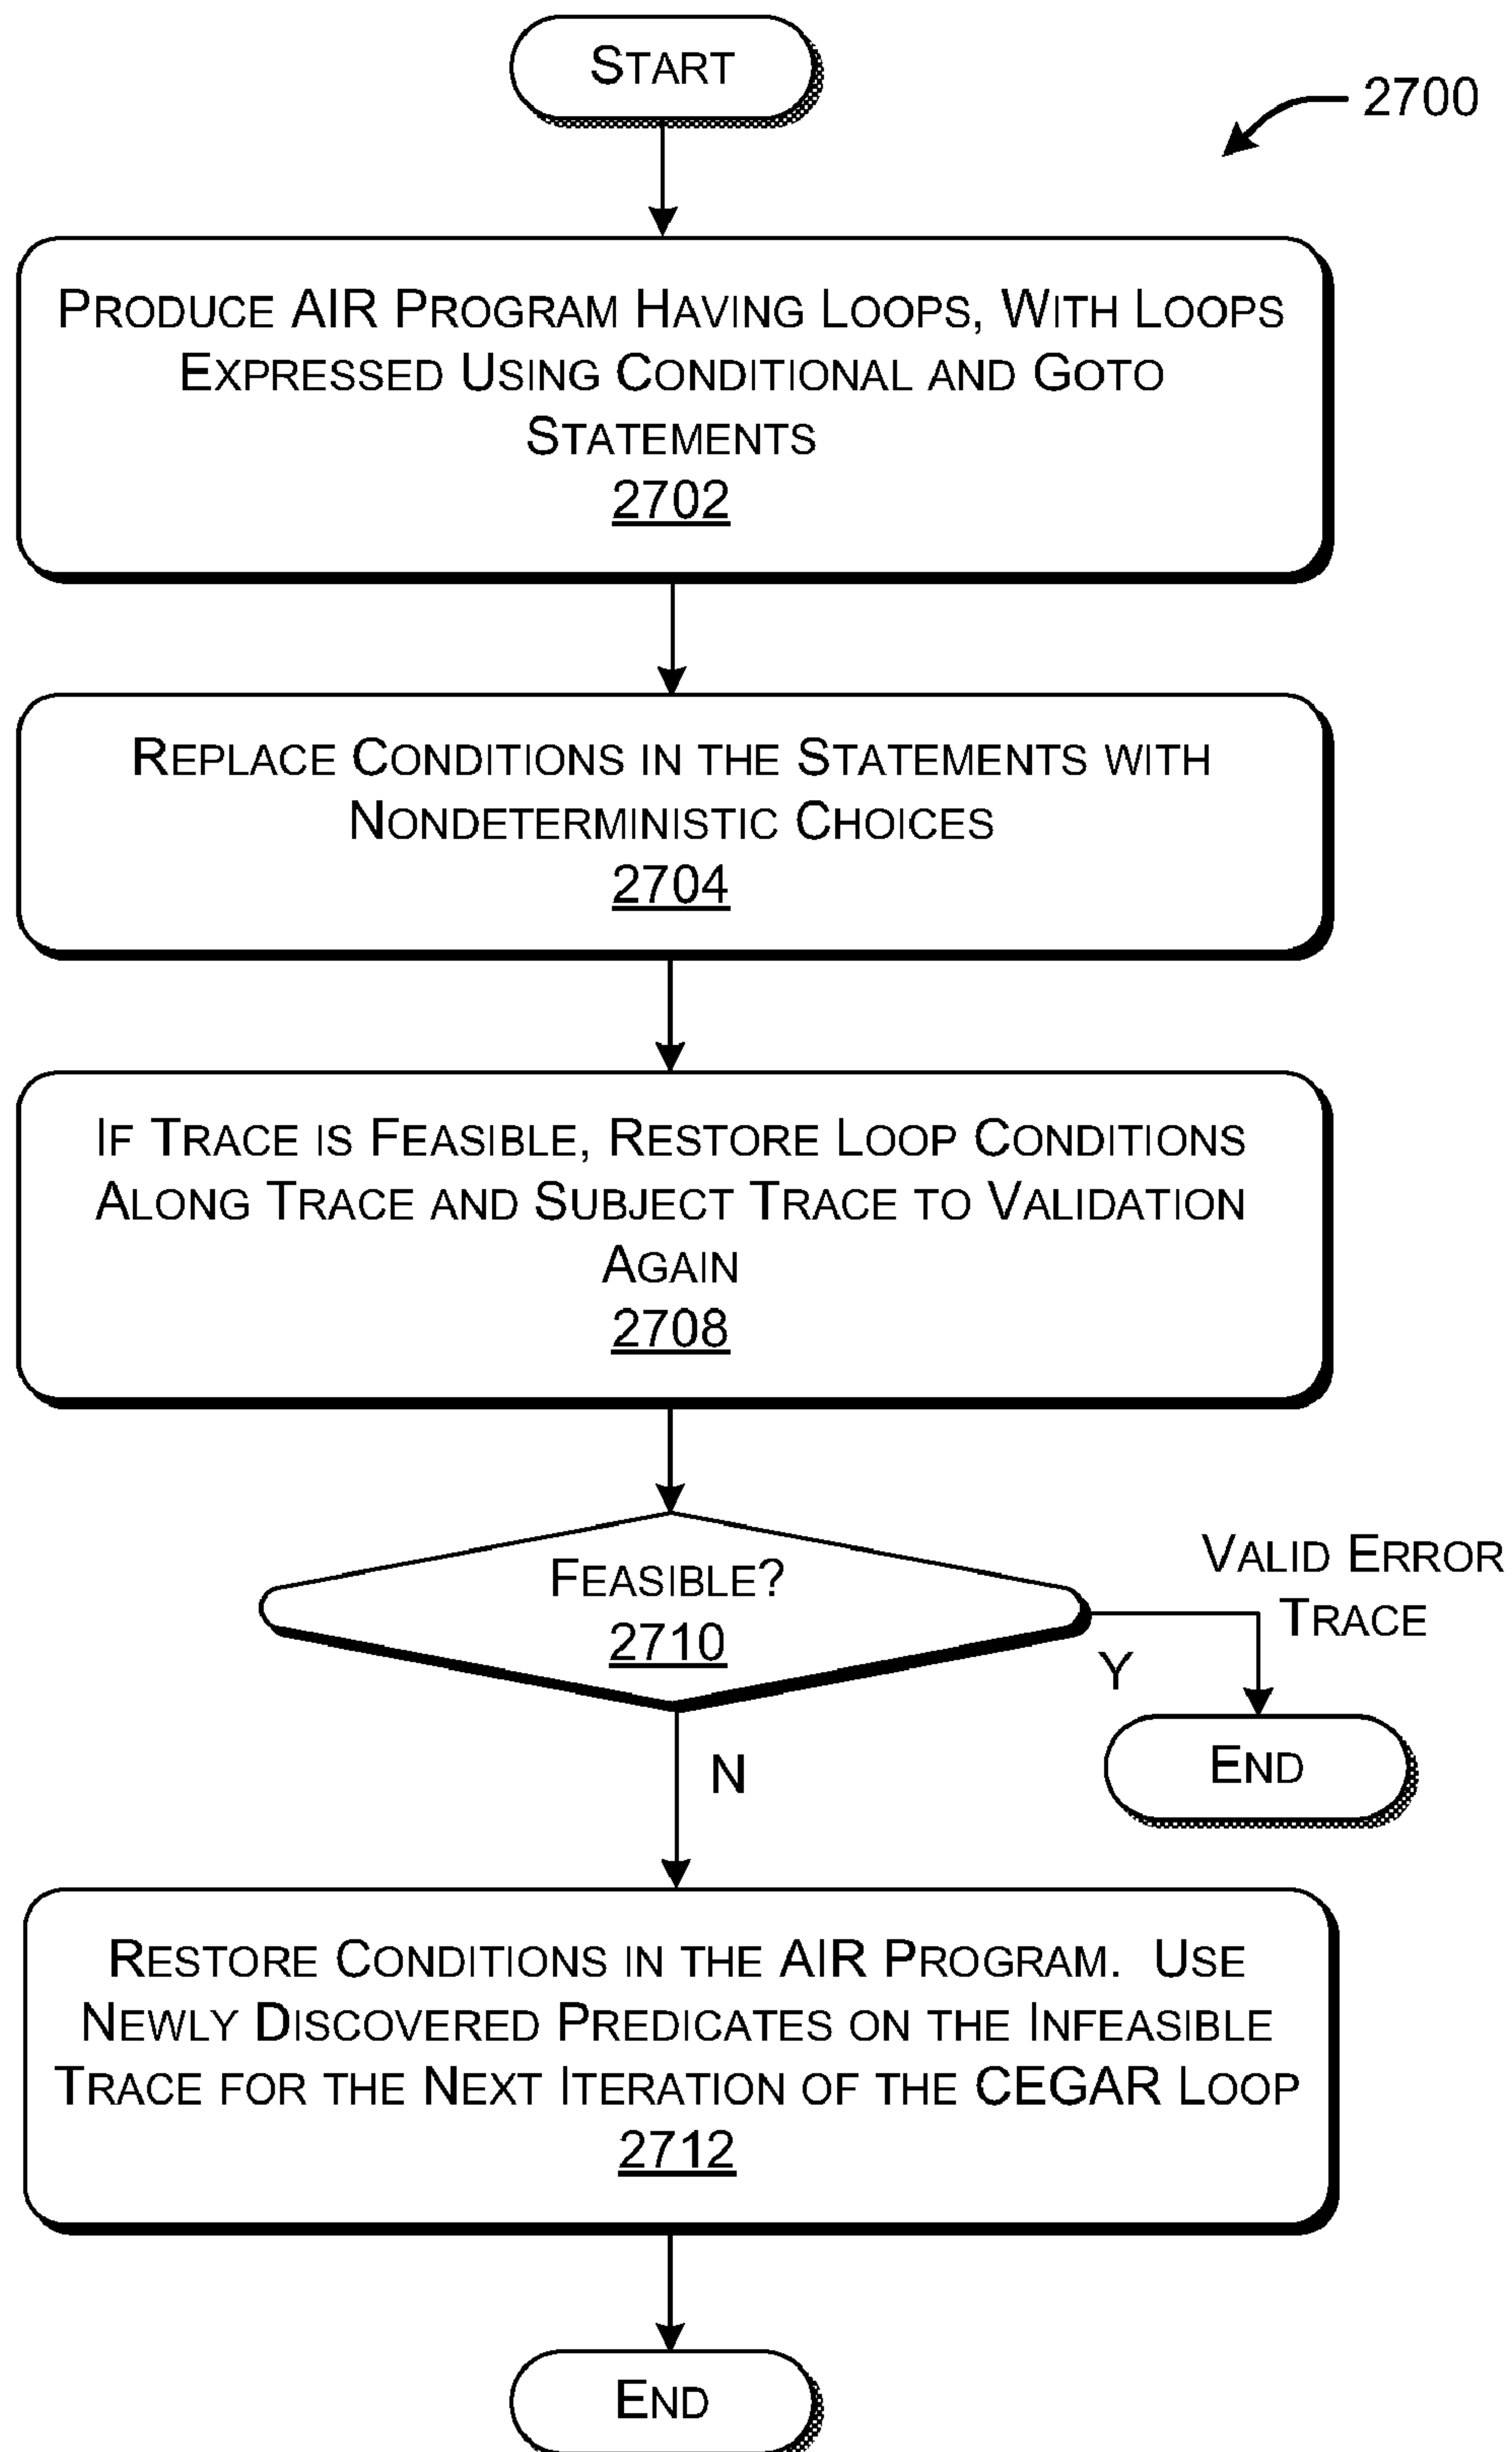 START
2700
PRODUCE AIR PROGRAM HAVING LOOPS, WITH LOOPS
EXPRESSED USING CONDITIONAL AND GOTO
STATEMENTS
2702
REPLACE CONDITIONS IN THE STATEMENTS WITH
NONDETERMINISTIC CHOICES
2704
IF TRACE IS FEASIBLE, RESTORE LOOP CONDITIONS
ALONG TRACE AND SUBJECT TRACE TO VALIDATION
AGAIN
2708
FEASIBLE?
2710
VALID ERROR
TRACE
Y
END
N
RESTORE CONDITIONS IN THE AIR PROGRAM. USE
NEWLY DISCOVERED PREDICATES ON THE INFEASIBLE
TRACE FOR THE NEXT ITERATION OF THE CEGAR LOOP
2712
END